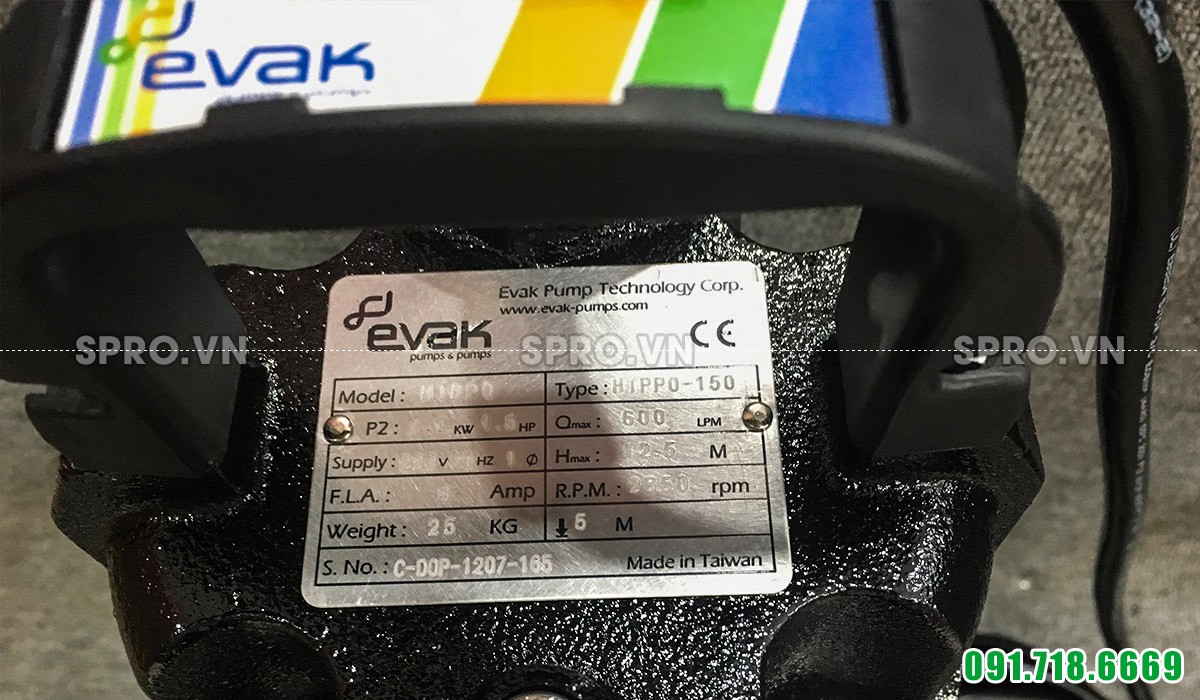 evak
Evak Pump Technology Corp.
www.evak-pumps.com
evak
pumps & pumps
CE
SPRO.VN SPRO.VN SPRO.VN
Model : HIPPO Type : HIPPO-150
P2 : KW HP Qmax : 600 LPM
Supply : V HZ 1 Ø Hmax : M
F.L.A. : Amp R.P.M. : rpm
Weight : 25 KG 5 M
S. No. : C-DOP-1207-165 Made in Taiwan
091.718.6669